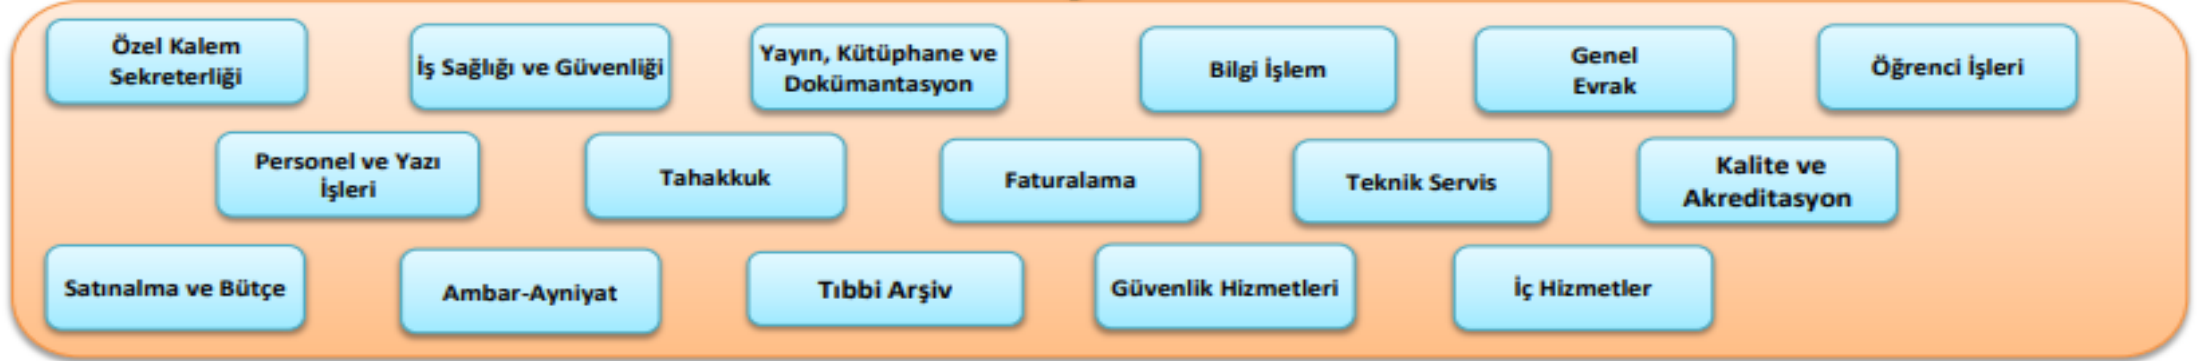 Özel Kalem
Sekreterliği
İş Sağlığı ve Güvenliği
Yayın, Kütüphane ve
Dokümantasyon
Bilgi İşlem
Genel
Evrak
Öğrenci İşleri
Personel ve Yazı
İşleri
Tahakkuk
Faturalama
Teknik Servis
Kalite ve
Akreditasyon
Satınalma ve Bütçe
Ambar-Ayniyat
Tıbbi Arşiv
Güvenlik Hizmetleri
İç Hizmetler